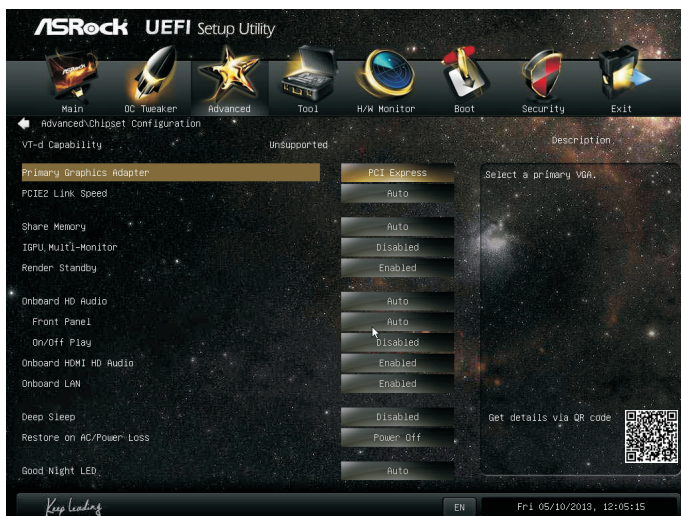 ASRock UEFI Setup Utility
Main OC Tweaker Advanced Tool H/W Monitor Boot Security Exit
Advanced\Chipset Configuration
Description
VT-d Capability Unsupported
Primary Graphics Adapter PCI Express
Select a primary VGA.
PCIE2 Link Speed Auto
Share Memory Auto
IGPU Multi-Monitor Disabled
Render Standby Enabled
Onboard HD Audio Auto
Front Panel Auto
On/Off Play Disabled
Onboard HDMI HD Audio Enabled
Onboard LAN Enabled
Deep Sleep Disabled
Get details via QR code
Restore on AC/Power Loss Power Off
Good Night LED Auto
Keep Leading
EN Fri 05/10/2013, 12:05:15